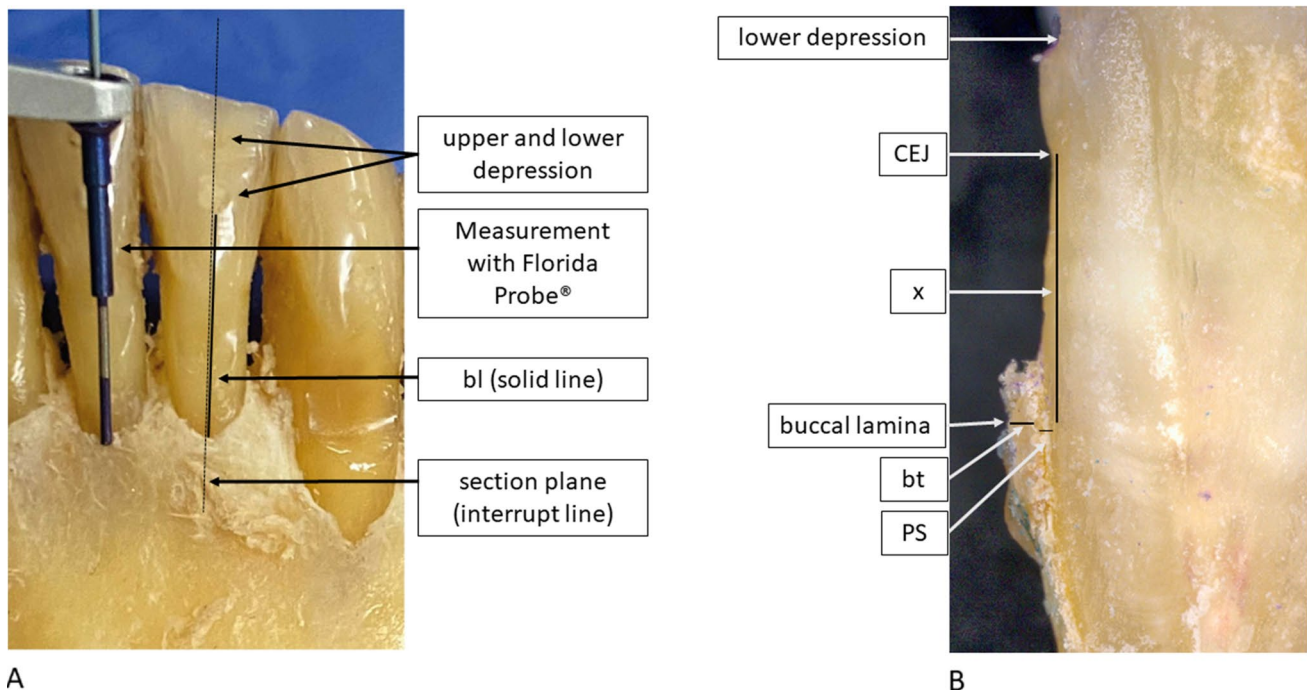 upper and lower
depression
Measurement
with Florida
Probe®
bl (solid line)
section plane
(interrupt line)
A
lower depression
CEJ
x
buccal lamina
bt
PS
B